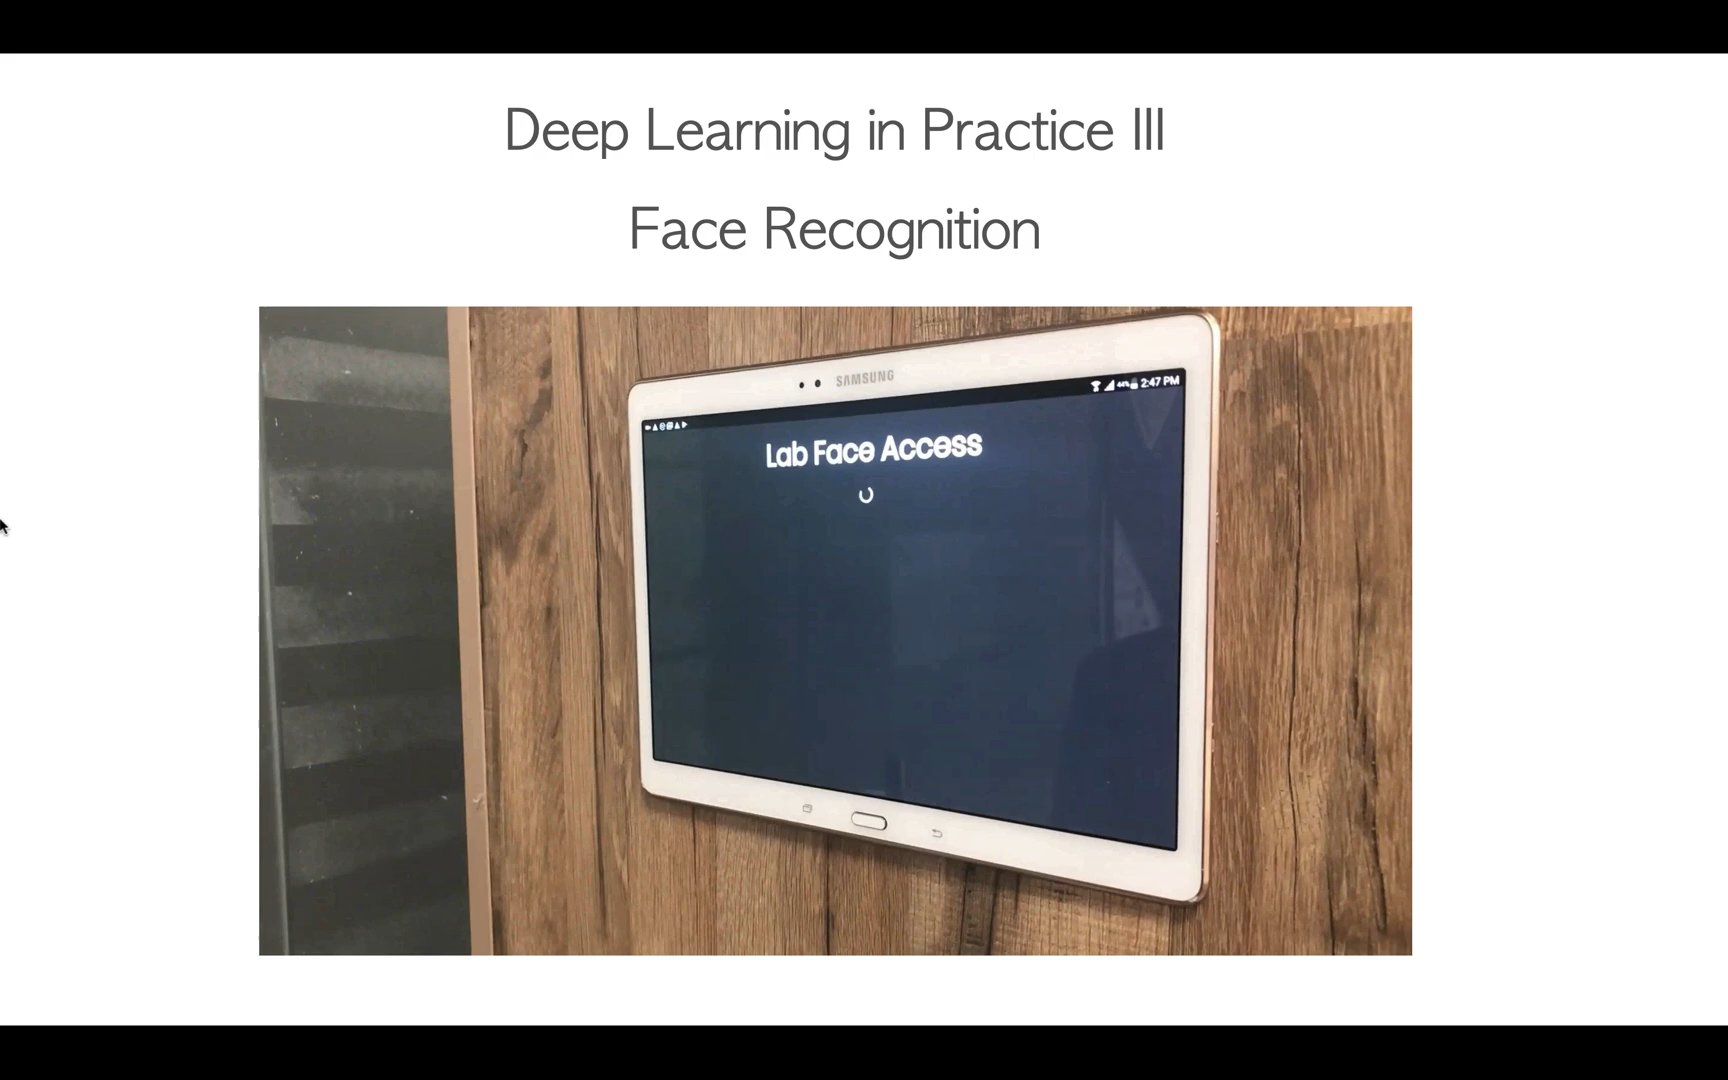 Deep Learning in Practice III
Face Recognition
SAMSUNG
2:47 PM
Lab Face Access